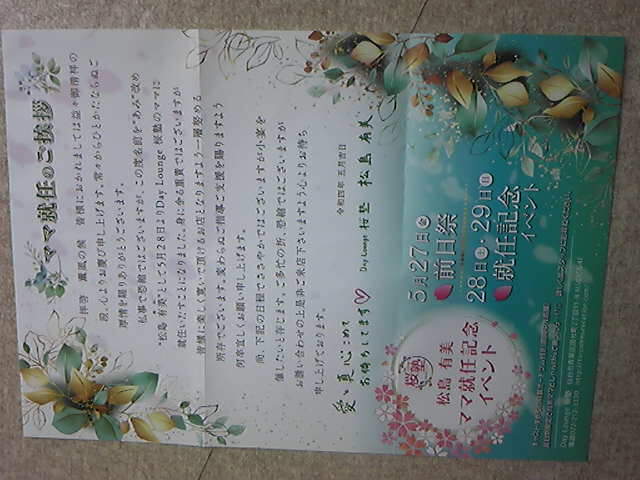 ママ就任のご挨拶
拝啓 薫風の候 皆様におかれましては益々御清祥の
段、心よりお慶び申し上げます。常々からひとかたならぬご
厚情を賜りありがとうございます。
私事で恐縮ではございますが、この度名前を"あみ"改め
"松島 有美"として5月28日よりDay Lounge 桜塾のママに
就任いたすことになりました。身に余る重責ではございますが
皆様に楽しく寛いで頂けるお店となりますよう一層努める
所存でございます。変わらぬご指導ご支援を賜りますよう
何卒宜しくお願い申し上げます。
尚、下記の日程でささやかではございますが小宴を
催したいと存じます。ご多忙の折、恐縮ではございますが
お誘い合わせの上是非ご来店下さいますよう心よりお待ち
申し上げております。
令和四年 五月吉日
愛と真心こめて
お待ちしてます♡
Day Lounge 桜塾 松島 有美
桜塾
松島 有美
ママ就任記念
イベント
5月27日㊎
前日祭
28日㊏・29日㊐
就任記念
イベント
Day Lounge 桜塾